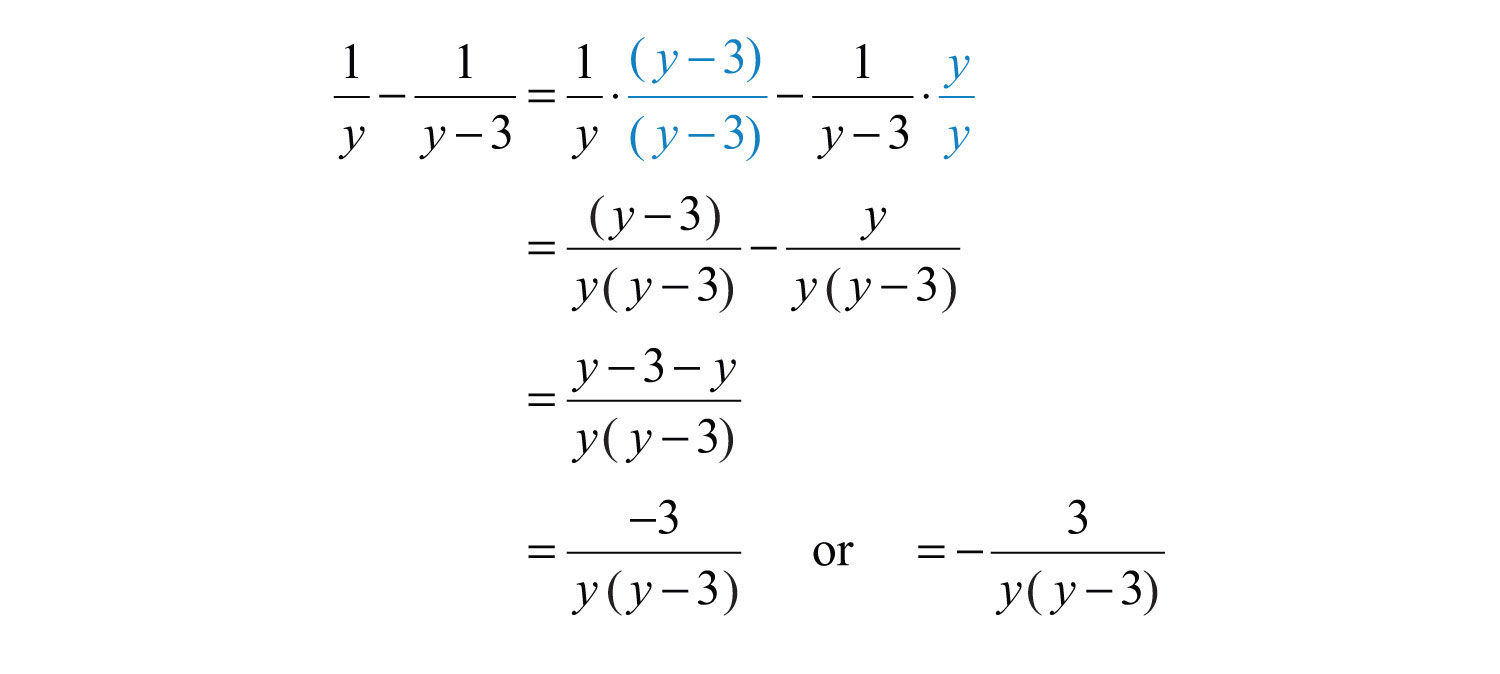 1/y − 1/(y − 3) = 1/y · (y − 3)/(y − 3) − 1/(y − 3) · y/y
= (y − 3)/(y(y − 3)) − y/(y(y − 3))
= (y − 3 − y)/(y(y − 3))
= −3/(y(y − 3)) or = −3/(y(y − 3))